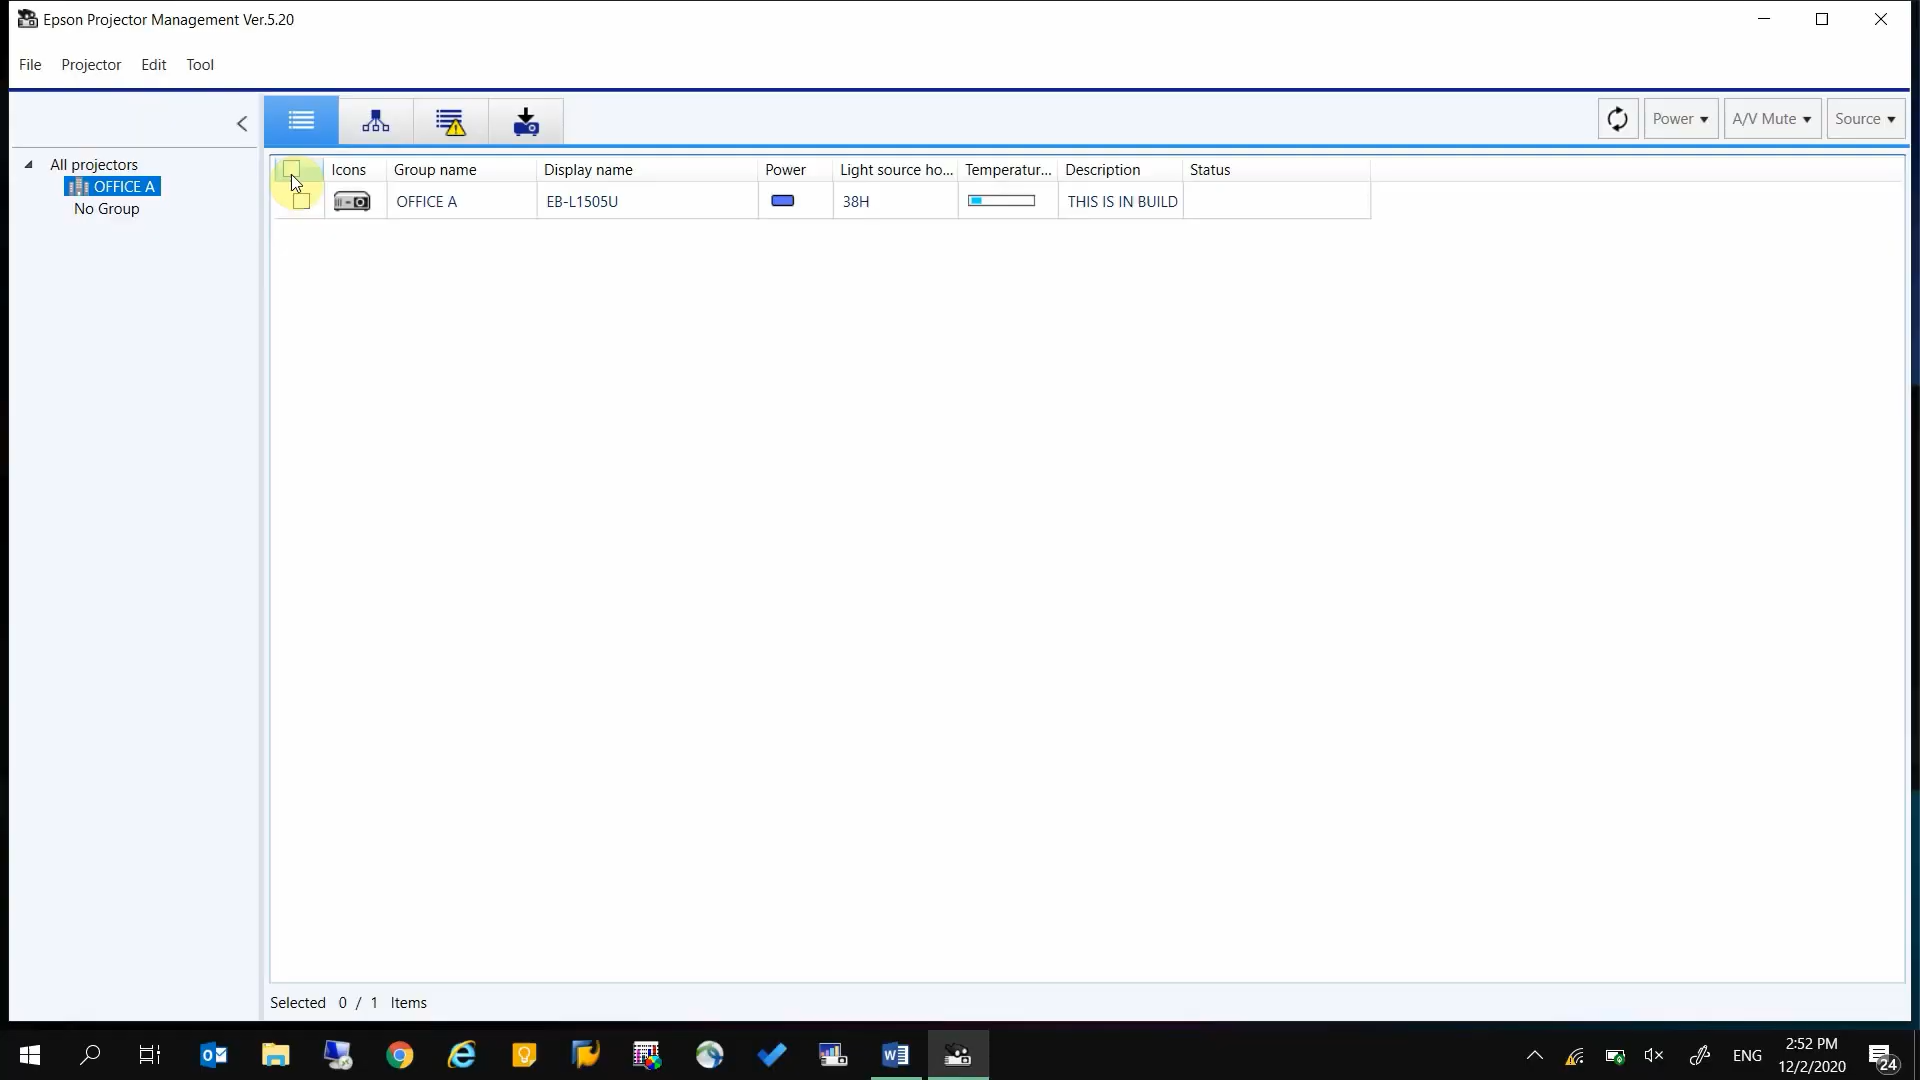 Epson Projector Management Ver.5.20
File Projector Edit Tool
Power A/V Mute Source
All projectors
OFFICE A
No Group
Icons Group name Display name Power Light source ho... Temperatur... Description Status
OFFICE A EB-L1505U 38H THIS IS IN BUILD
Selected 0 / 1 Items
ENG
2:52 PM
12/2/2020
24